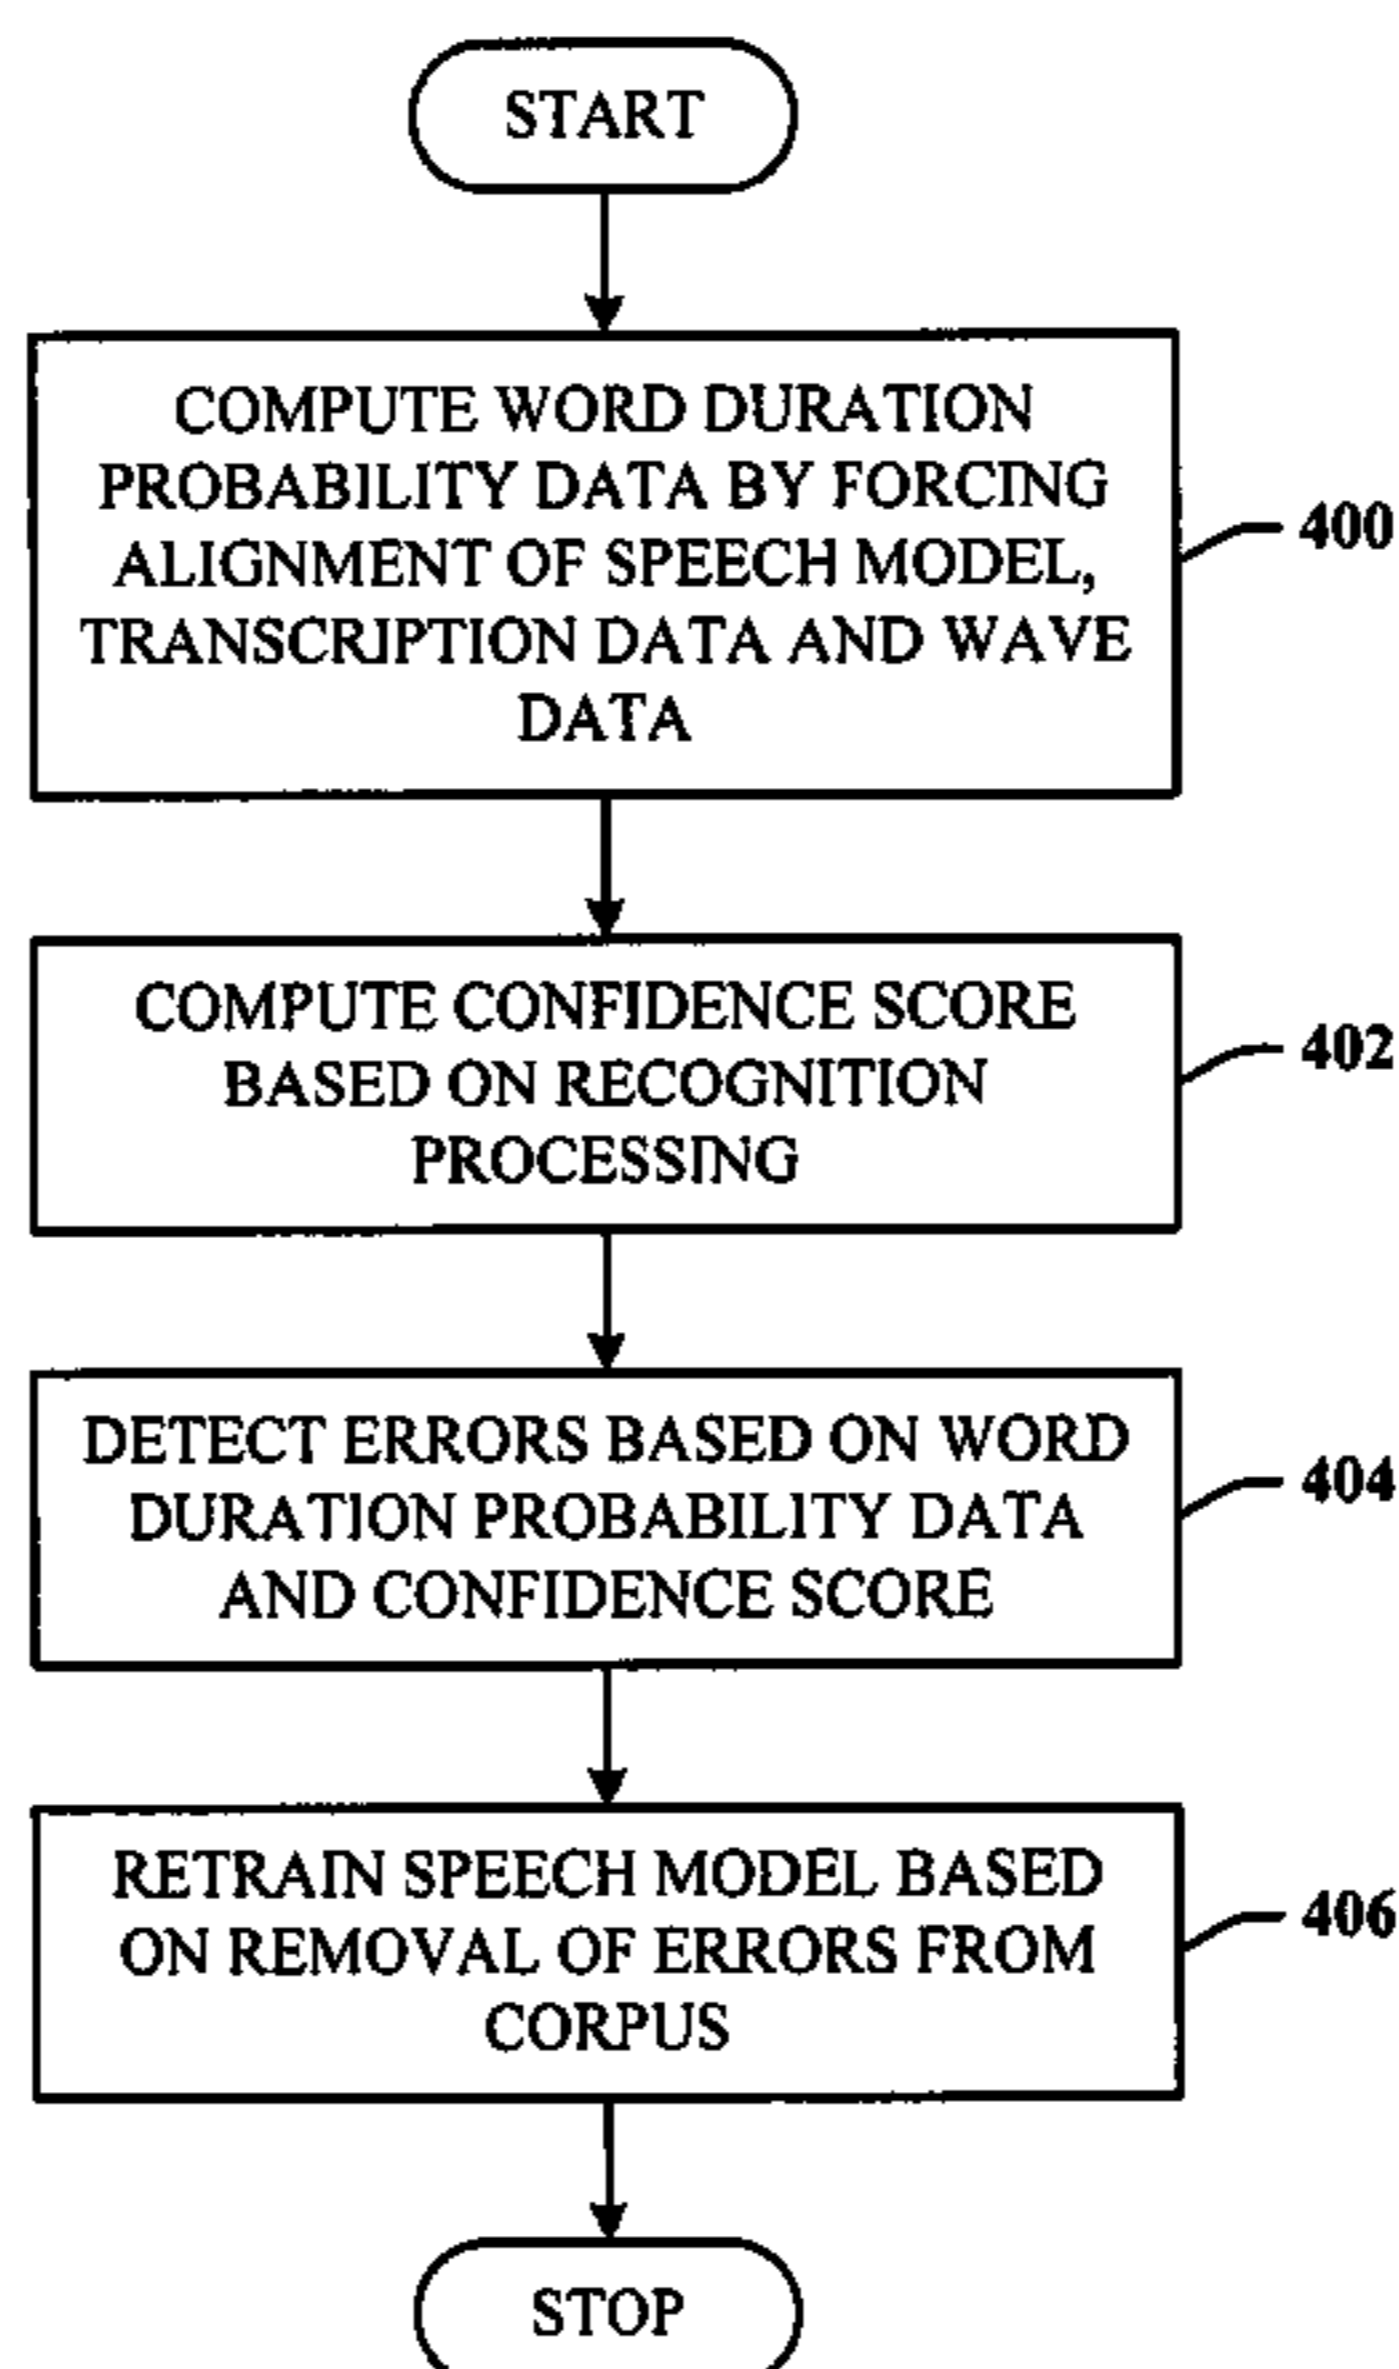 START
COMPUTE WORD DURATION
PROBABILITY DATA BY FORCING
ALIGNMENT OF SPEECH MODEL,
TRANSCRIPTION DATA AND WAVE
DATA
400
COMPUTE CONFIDENCE SCORE
BASED ON RECOGNITION
PROCESSING
402
DETECT ERRORS BASED ON WORD
DURATION PROBABILITY DATA
AND CONFIDENCE SCORE
404
RETRAIN SPEECH MODEL BASED
ON REMOVAL OF ERRORS FROM
CORPUS
406
STOP